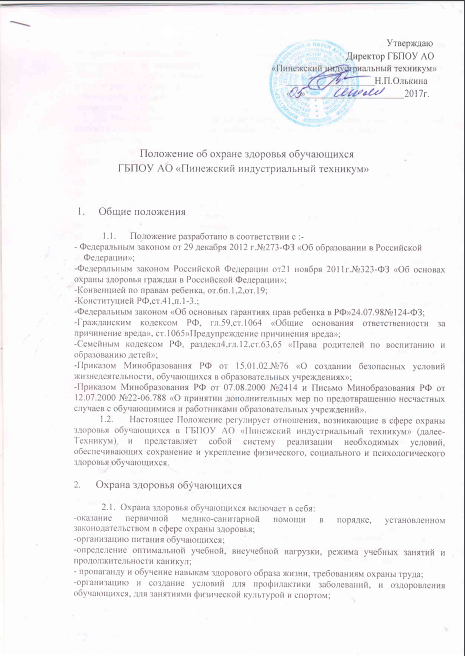 Утверждаю
Директор ГБПОУ АО
«Пинежский индустриальный техникум»
Н.П.Олькина
05 2017г.
Положение об охране здоровья обучающихся
ГБПОУ АО «Пинежский индустриальный техникум»
1. Общие положения
1.1. Положение разработано в соответствии с :-
- Федеральным законом от 29 декабря 2012 г.№273-ФЗ «Об образовании в Российской
Федерации»;
-Федеральным законом Российской Федерации от21 ноября 2011г.№323-ФЗ «Об основах
охраны здоровья граждан в Российской Федерации»;
-Конвенцией по правам ребенка, от.6п.1,2,от.19;
-Конституцией РФ,ст.41,п.1-3.;
-Федеральным законом «Об основных гарантиях прав ребенка в РФ»24.07.98№124-ФЗ;
-Гражданским кодексом РФ, гл.59,ст.1064 «Общие основания ответственности за
причинение вреда», ст.1065»Предупреждение причинения вреда»;
-Семейным кодексом РФ, раздел4,гл.12,ст.63,65 «Права родителей по воспитанию и
образованию детей»;
-Приказом Минобразования РФ от 15.01.02.№76 «О создании безопасных условий
жизнедеятельности, обучающихся в образовательных учреждениях»;
-Приказом Минобразования РФ от 07.08.2000 №2414 и Письмо Минобразования РФ от
12.07.2000 №22-06.788 «О принятии дополнительных мер по предотвращению несчастных
случаев с обучающимися и работниками образовательных учреждений».
1.2. Настоящее Положение регулирует отношения, возникающие в сфере охраны
здоровья обучающихся в ГБПОУ АО «Пинежский индустриальный техникум» (далее-
Техникум) и представляет собой систему реализации необходимых условий,
обеспечивающих сохранение и укрепление физического, социального и психологического
здоровья обучающихся.
2. Охрана здоровья обучающихся
2.1. Охрана здоровья обучающихся включает в себя:
-оказание первичной медико-санитарной помощи в порядке, установленном
законодательством в сфере охраны здоровья;
-организацию питания обучающихся;
-определение оптимальной учебной, внеучебной нагрузки, режима учебных занятий и
продолжительности каникул;
- пропаганду и обучение навыкам здорового образа жизни, требованиям охраны труда;
-организацию и создание условий для профилактики заболеваний, и оздоровления
обучающихся, для занятиями физической культурой и спортом;